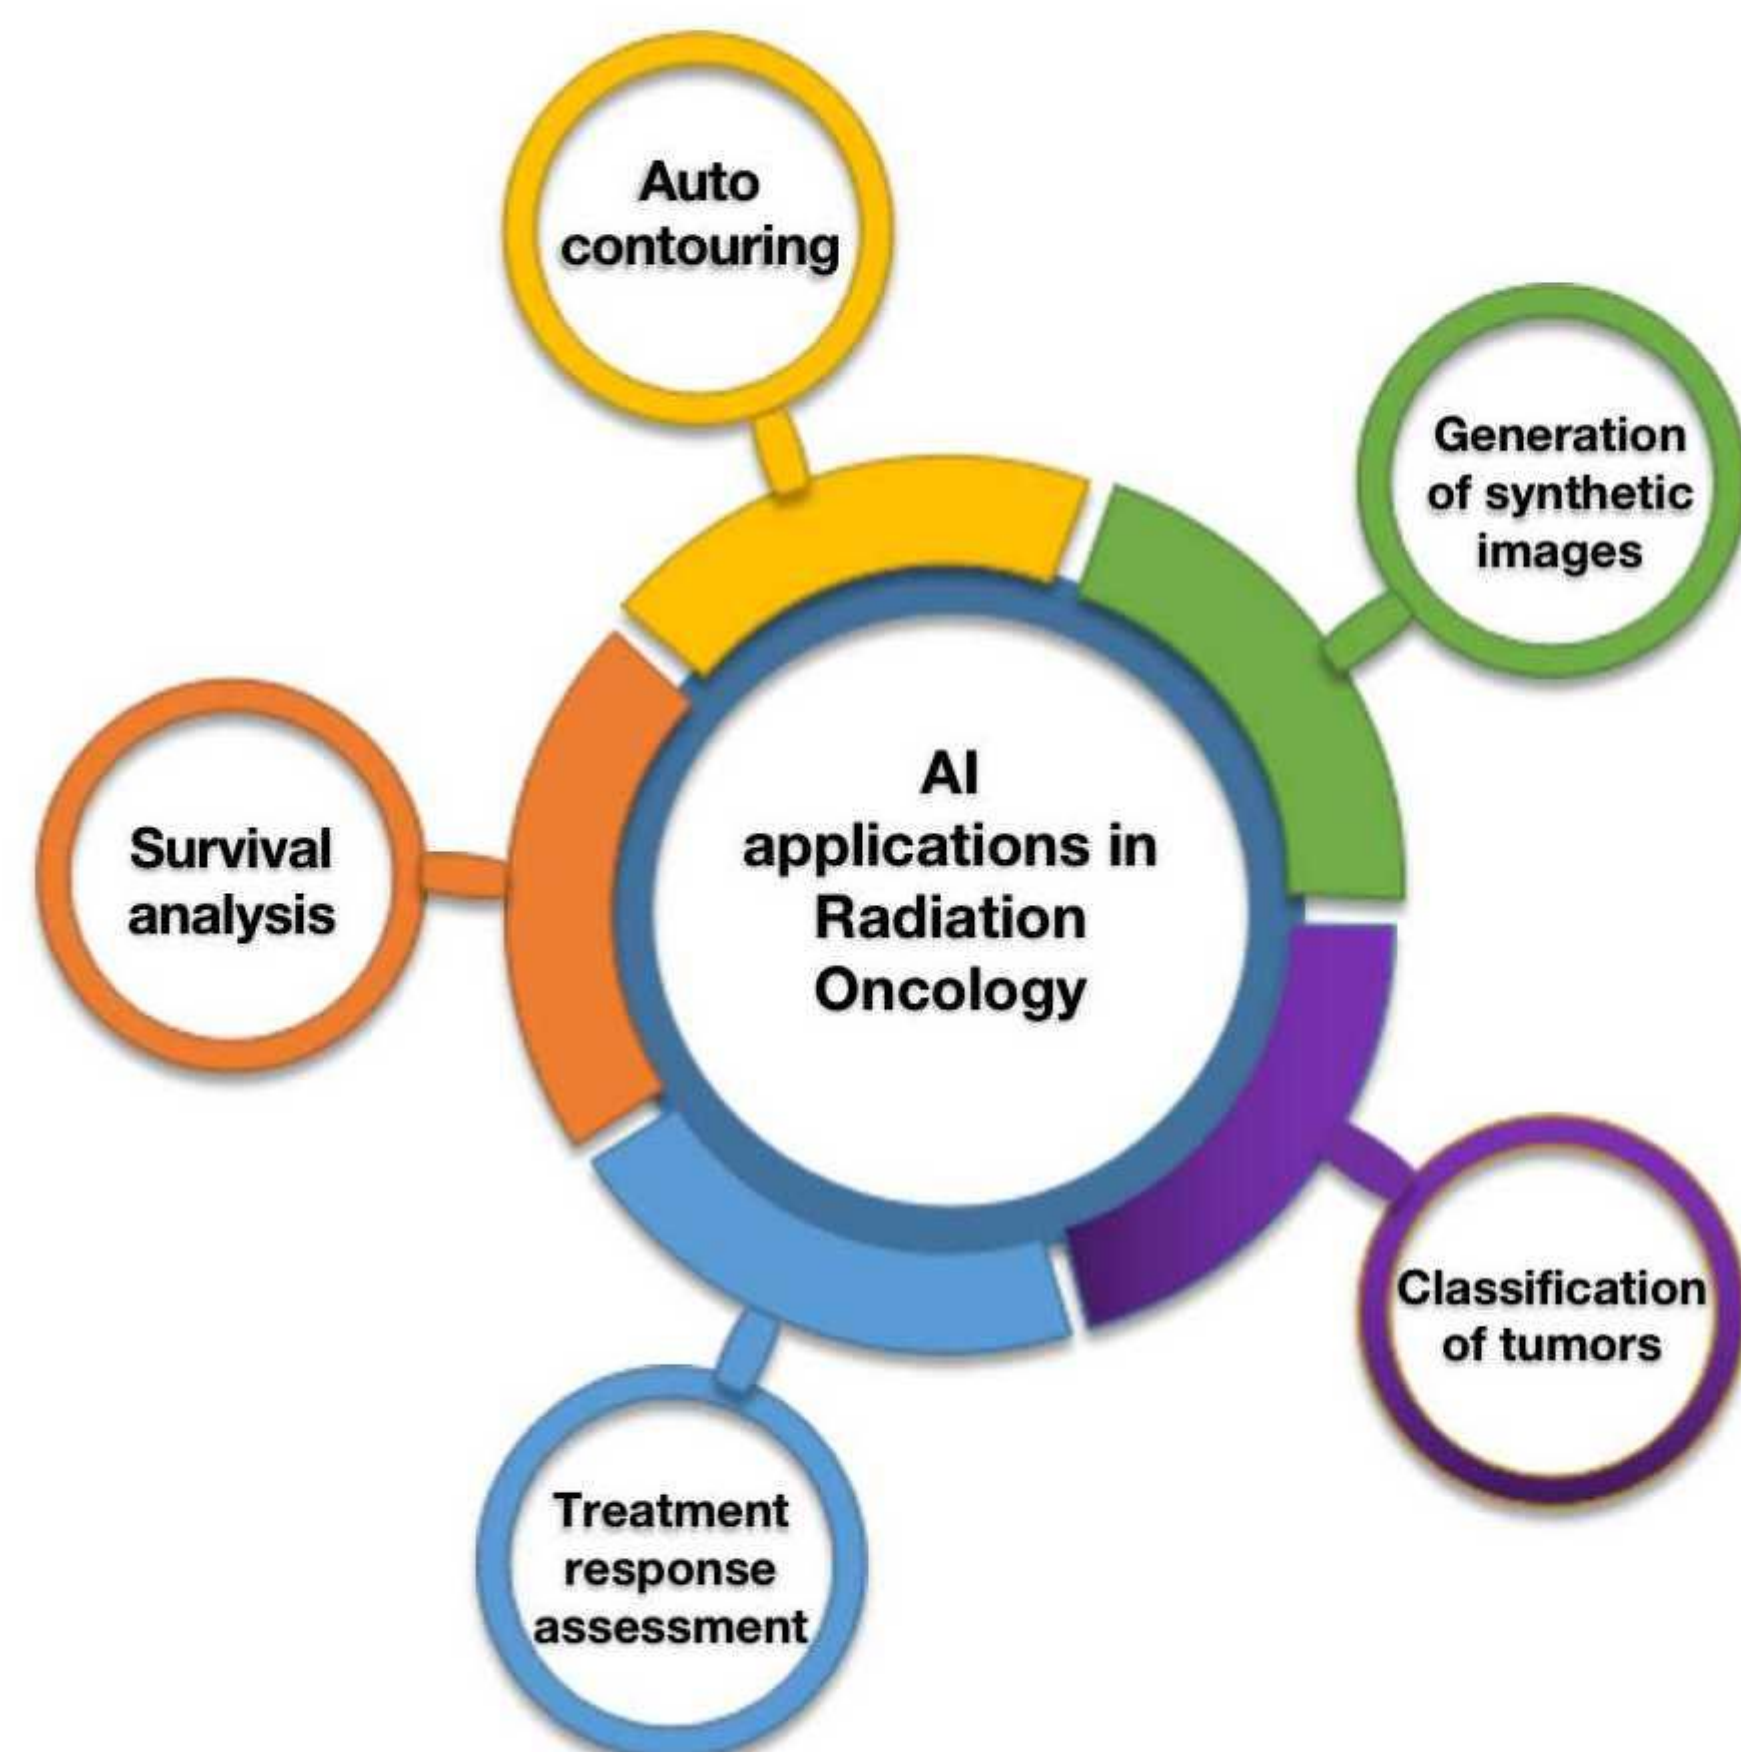 Auto
contouring
Generation
of synthetic
images
AI
applications in
Radiation
Oncology
Survival
analysis
Classification
of tumors
Treatment
response
assessment